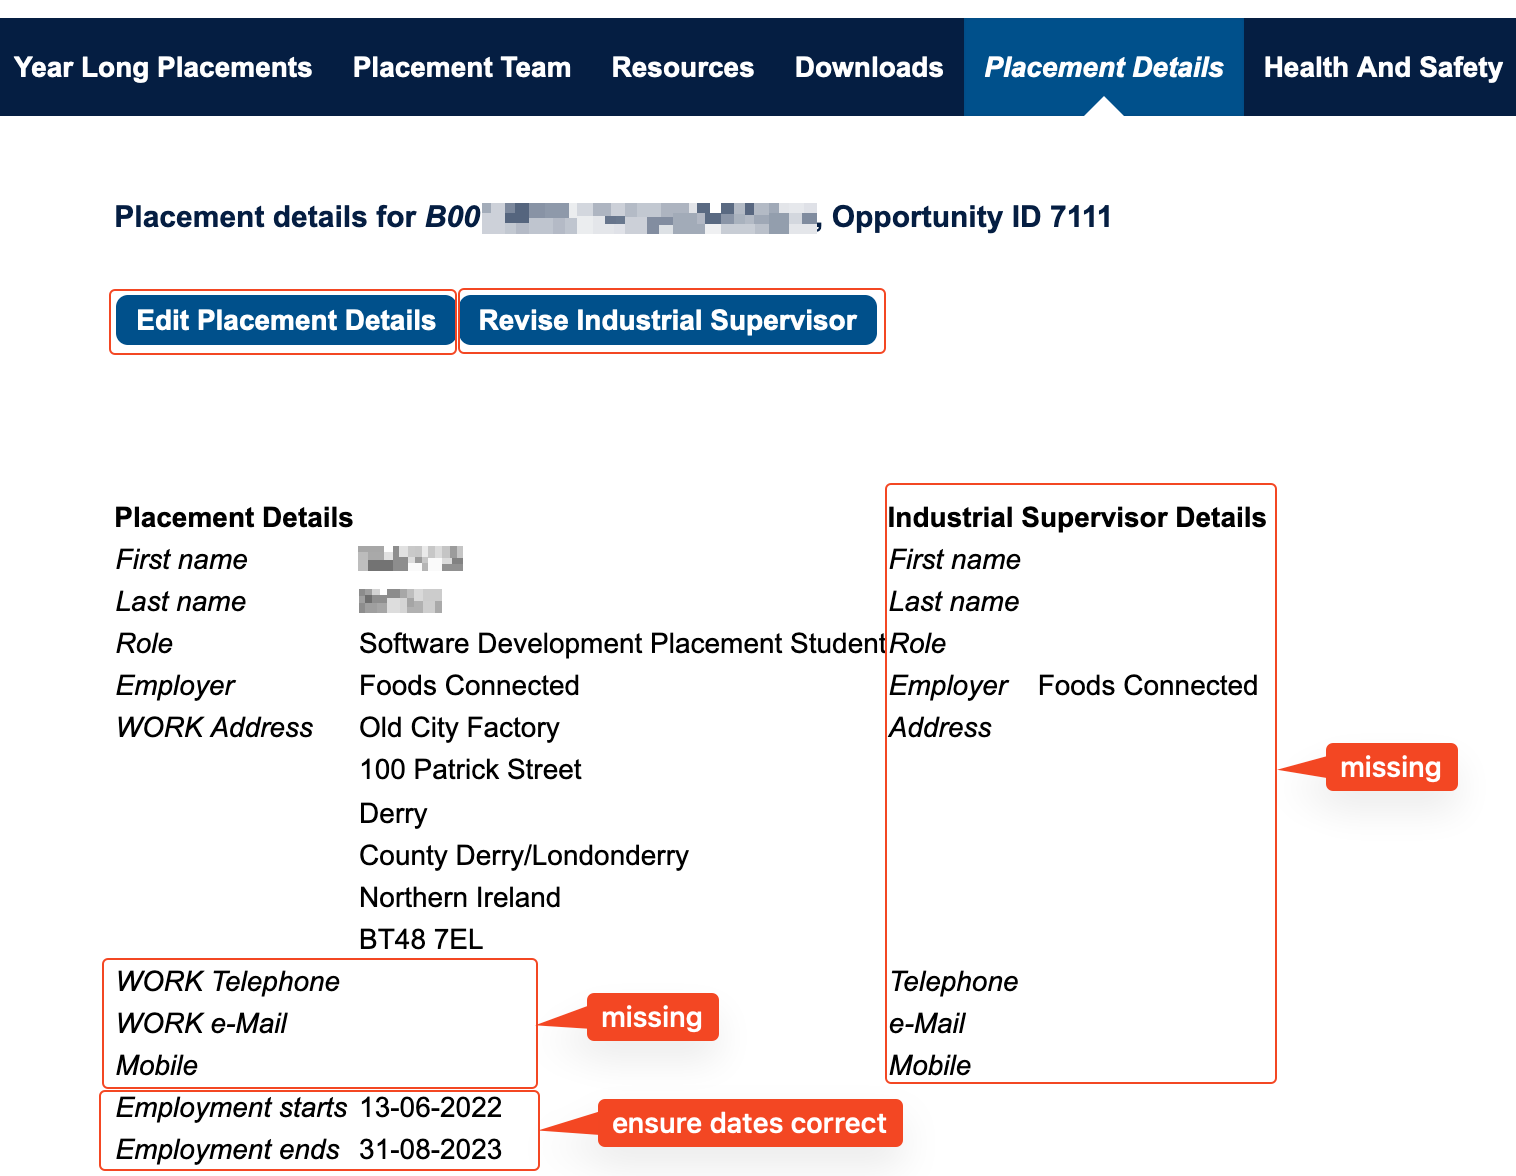 Year Long Placements Placement Team Resources Downloads Placement Details Health And Safety
Placement details for B00 , Opportunity ID 7111
Edit Placement Details Revise Industrial Supervisor
Placement Details
First name
Last name
Role Software Development Placement Student
Employer Foods Connected
WORK Address Old City Factory
100 Patrick Street
Derry
County Derry/Londonderry
Northern Ireland
BT48 7EL
WORK Telephone
WORK e-Mail
Mobile
missing
Employment starts 13-06-2022
Employment ends 31-08-2023
ensure dates correct
Industrial Supervisor Details
First name
Last name
Role
Employer Foods Connected
Address
Telephone
e-Mail
Mobile
missing